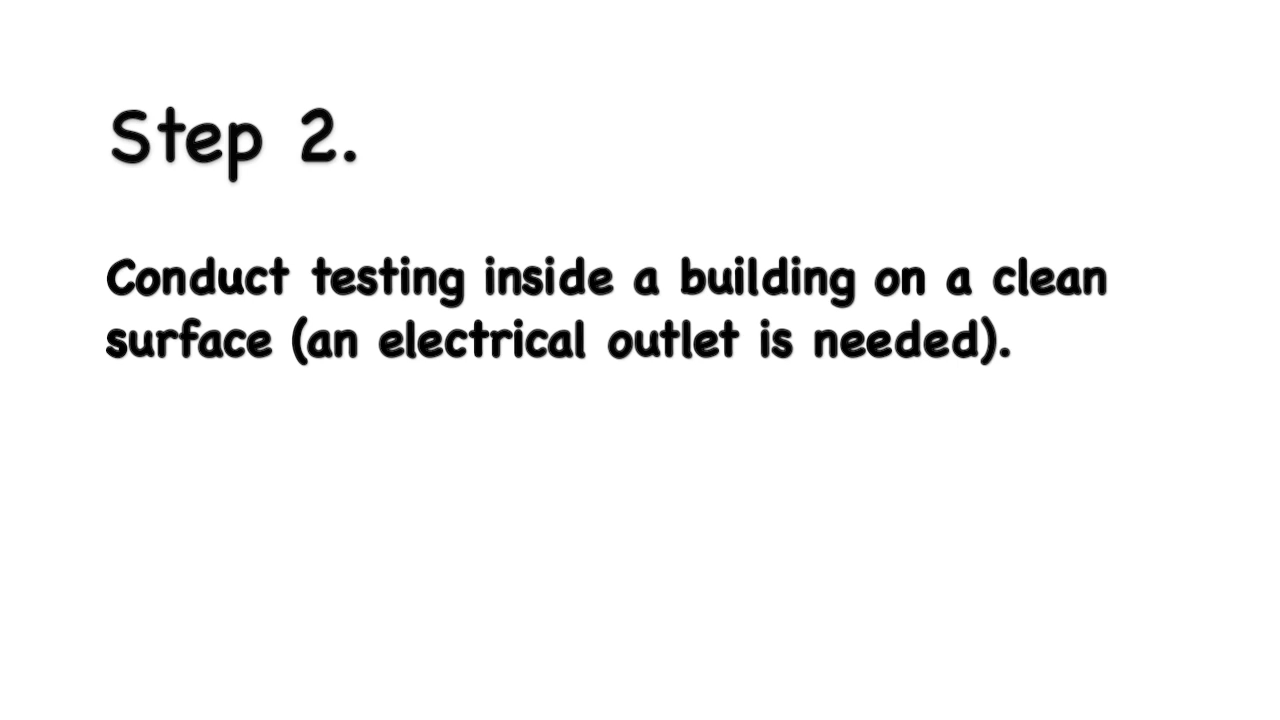 Step 2.
Conduct testing inside a building on a clean
surface (an electrical outlet is needed).